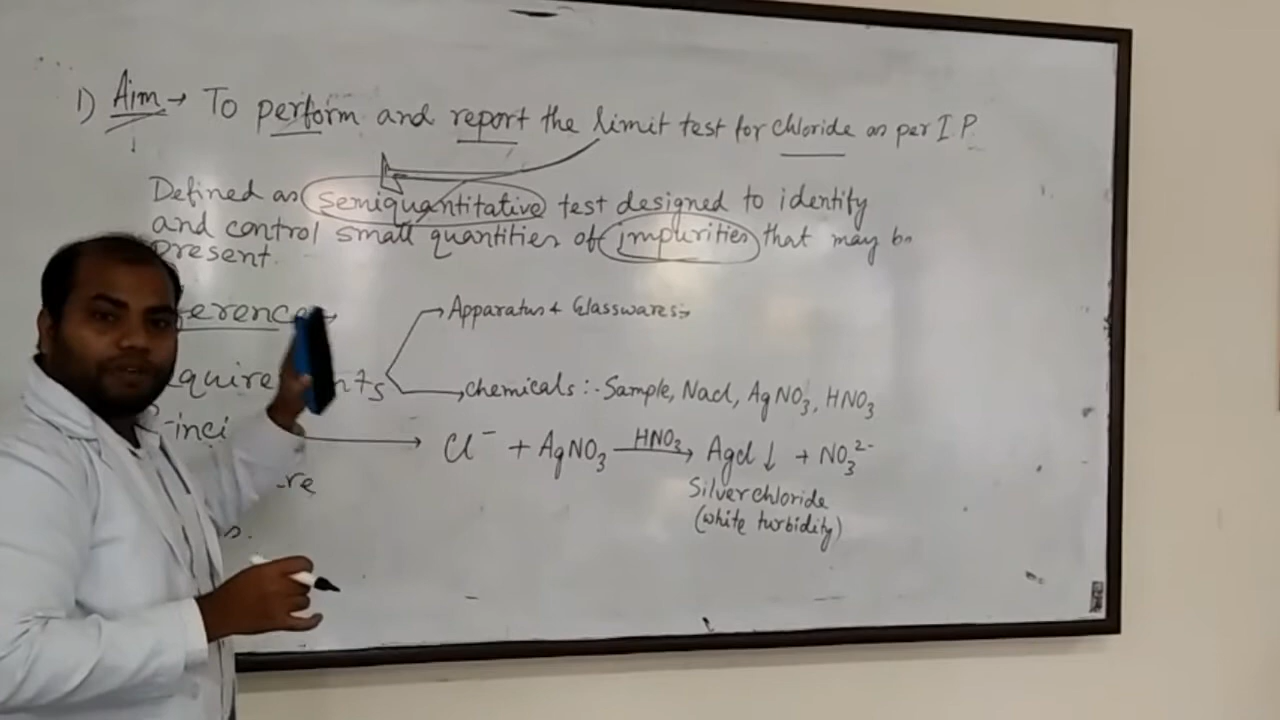 1) Aim → To perform and report the limit test for chloride as per I.P.
Defined as semiquantitative test designed to identify
and control small quantities of impurities that may be
present.
erence →
quire nts
→ Apparatus & Glasswares:-
→ chemicals :- Sample, Nacl, AgNO3, HNO3
inci → Cl⁻ + AgNO3 —HNO3→ Agcl ↓ + NO3²⁻
Silver chloride
(white turbidity)
re
s.